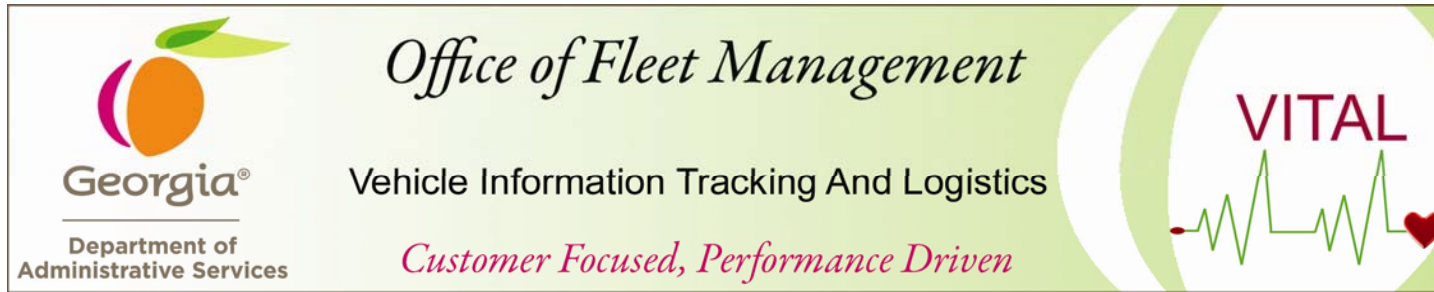 Office of Fleet Management
VITAL
Georgia®
Vehicle Information Tracking And Logistics
Department of
Administrative Services
Customer Focused, Performance Driven